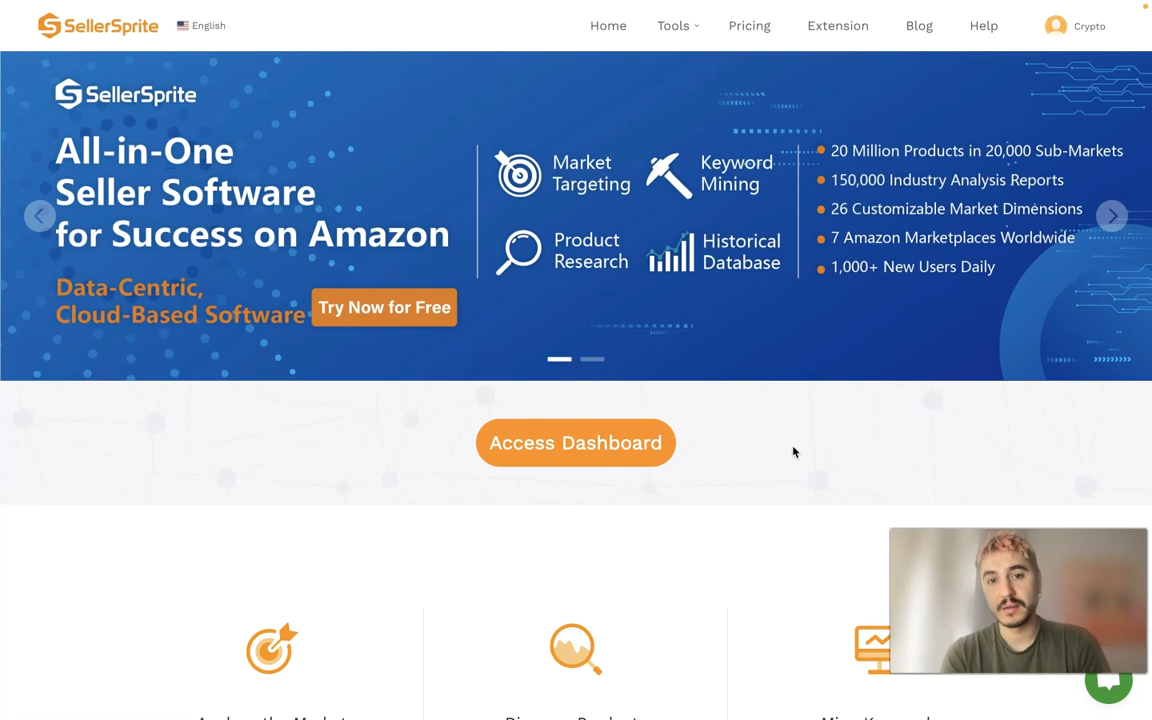 SellerSprite
English
Home
Tools
Pricing
Extension
Blog
Help
Crypto
SellerSprite
All-in-One
Seller Software
for Success on Amazon
Data-Centric,
Cloud-Based Software
Try Now for Free
Market
Targeting
Keyword
Mining
Product
Research
Historical
Database
20 Million Products in 20,000 Sub-Markets
150,000 Industry Analysis Reports
26 Customizable Market Dimensions
7 Amazon Marketplaces Worldwide
1,000+ New Users Daily
Access Dashboard